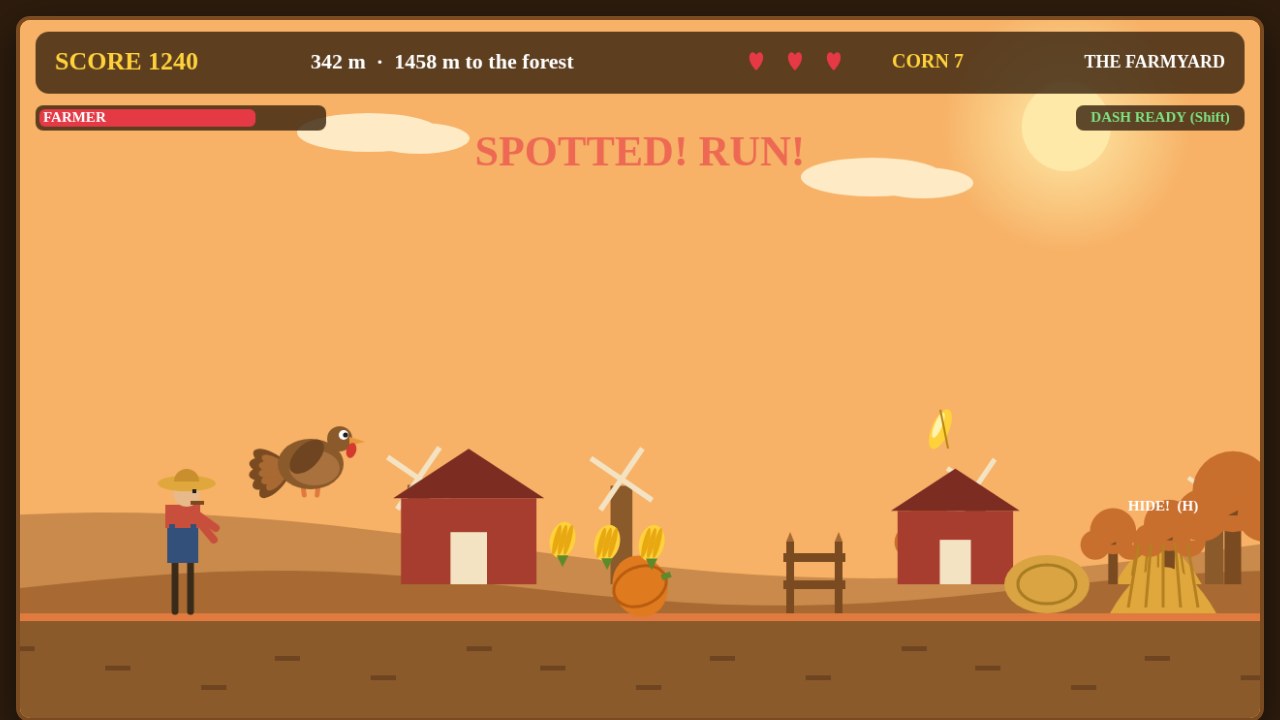 SCORE 1240
342 m · 1458 m to the forest
CORN 7
THE FARMYARD
FARMER
DASH READY (Shift)
SPOTTED! RUN!
HIDE! (H)